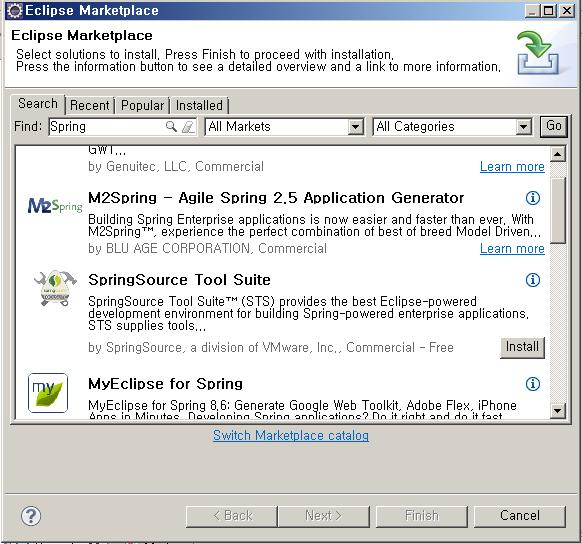 Eclipse Marketplace
Eclipse Marketplace
Select solutions to install. Press Finish to proceed with installation.
Press the information button to see a detailed overview and a link to more information.
Search Recent Popular Installed
Find: Spring All Markets All Categories Go
GWT...
by Genuitec, LLC, Commercial Learn more
M2Spring
M2Spring - Agile Spring 2.5 Application Generator
Building Spring Enterprise applications is now easier and faster than ever. With
M2Spring™, experience the perfect combination of best of breed Model Driven...
by BLU AGE CORPORATION, Commercial Learn more
SpringSource Tool Suite
SpringSource Tool Suite™ (STS) provides the best Eclipse-powered
development environment for building Spring-powered enterprise applications.
STS supplies tools...
by SpringSource, a division of VMware, Inc., Commercial - Free Install
my
MyEclipse for Spring
MyEclipse for Spring 8.6: Generate Google Web Toolkit, Adobe Flex, iPhone
Apps in Minutes. Developing Spring applications? Do it right and do it fast
Switch Marketplace catalog
? < Back Next > Finish Cancel